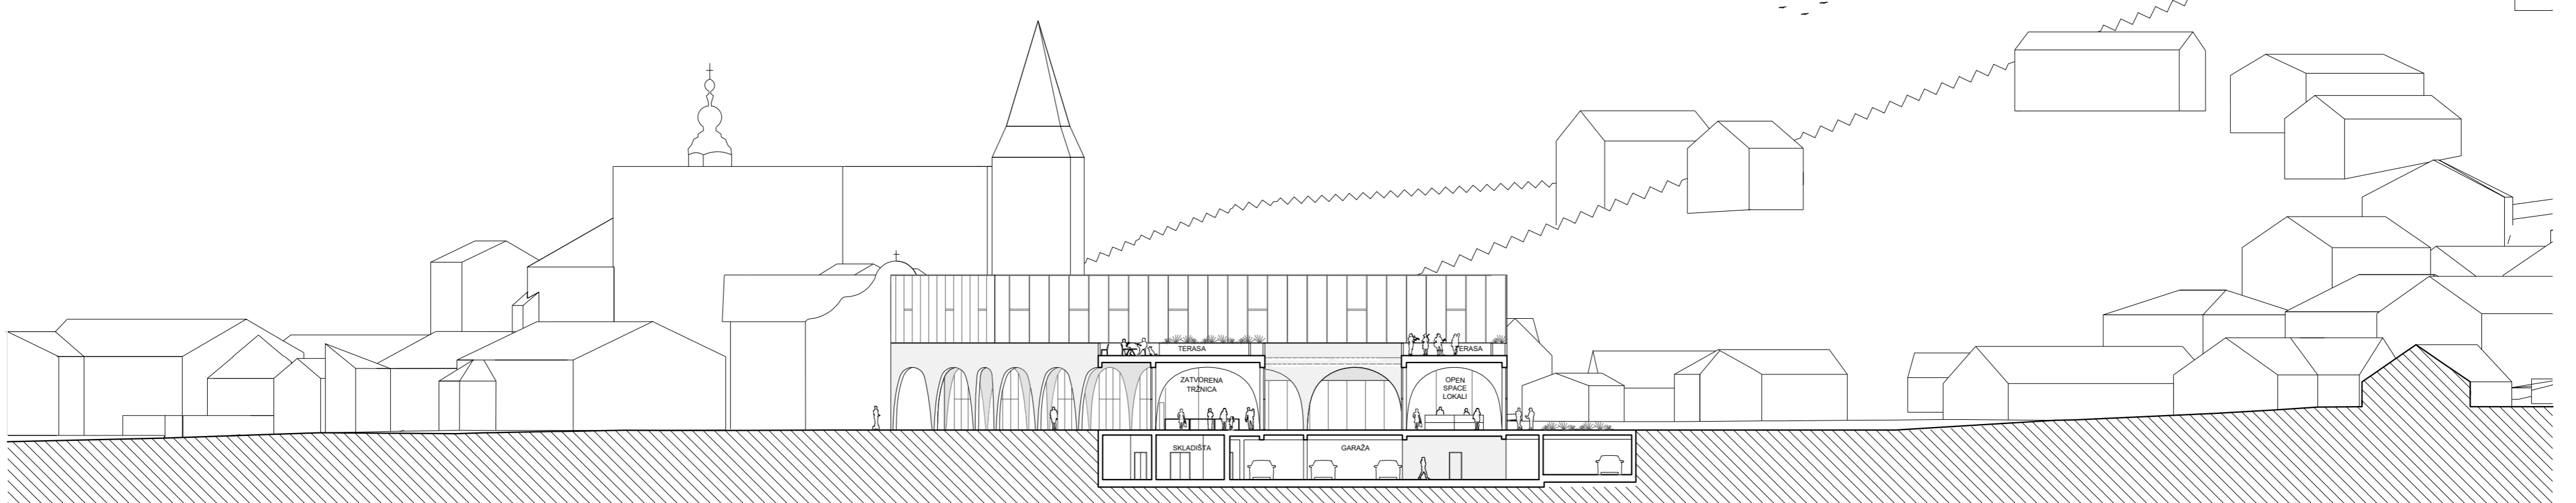 TERASA
TERASA
ZATVORENA
TRŽNICA
OPEN
SPACE
LOKALI
SKLADIŠTA
GARAŽA